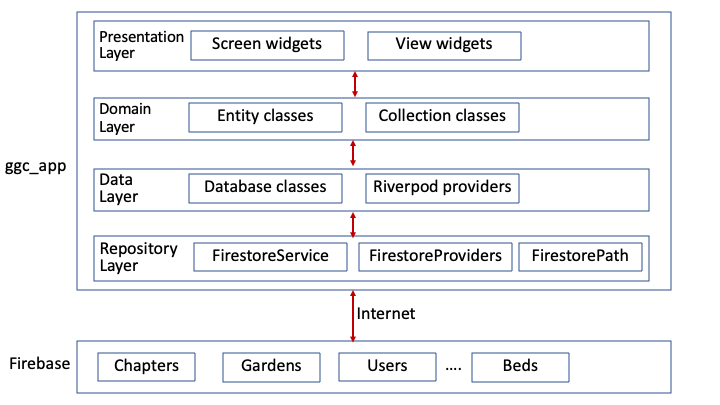 Presentation
Layer
Screen widgets
View widgets
Domain
Layer
Entity classes
Collection classes
ggc_app
Data
Layer
Database classes
Riverpod providers
Repository
Layer
FirestoreService
FirestoreProviders
FirestorePath
Internet
Firebase
Chapters
Gardens
Users
....
Beds